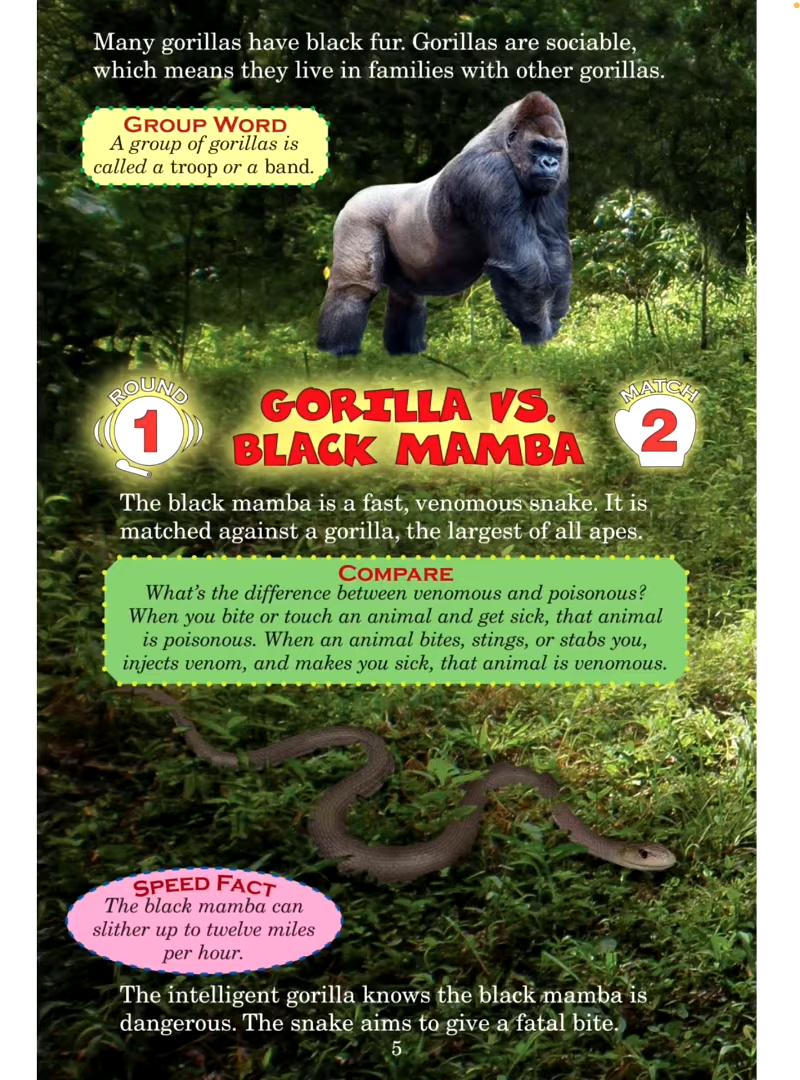 Many gorillas have black fur. Gorillas are sociable,
which means they live in families with other gorillas.
GROUP WORD
A group of gorillas is
called a troop or a band.
ROUND
1
GORILLA VS.
BLACK MAMBA
MATCH
2
The black mamba is a fast, venomous snake. It is
matched against a gorilla, the largest of all apes.
COMPARE
What's the difference between venomous and poisonous?
When you bite or touch an animal and get sick, that animal
is poisonous. When an animal bites, stings, or stabs you,
injects venom, and makes you sick, that animal is venomous.
SPEED FACT
The black mamba can
slither up to twelve miles
per hour.
The intelligent gorilla knows the black mamba is
dangerous. The snake aims to give a fatal bite.
5